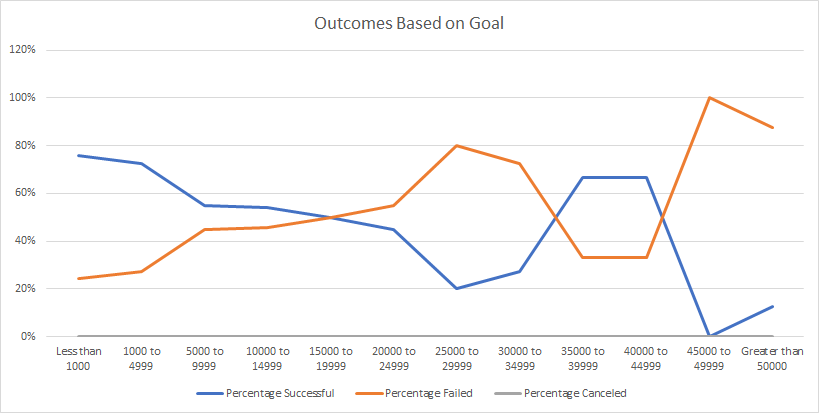 Outcomes Based on Goal
120%
100%
80%
60%
40%
20%
0%
Less than
1000
1000 to
4999
5000 to
9999
10000 to
14999
15000 to
19999
20000 to
24999
25000 to
29999
30000 to
34999
35000 to
39999
40000 to
44999
45000 to
49999
Greater than
50000
Percentage Successful
Percentage Failed
Percentage Canceled